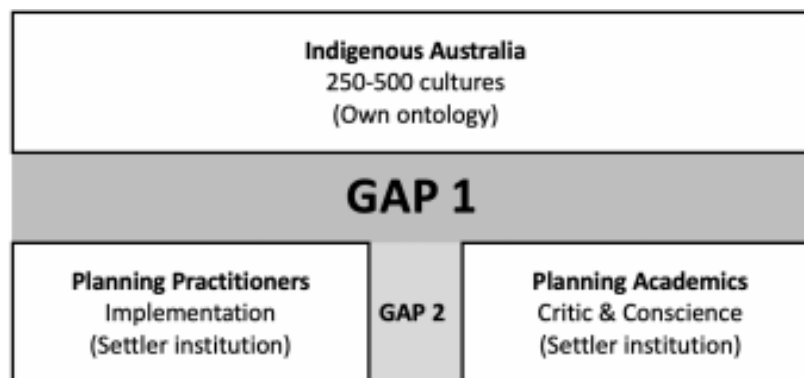 Indigenous Australia
250-500 cultures
(Own ontology)
GAP 1
Planning Practitioners
Implementation
(Settler institution)
GAP 2
Planning Academics
Critic & Conscience
(Settler institution)